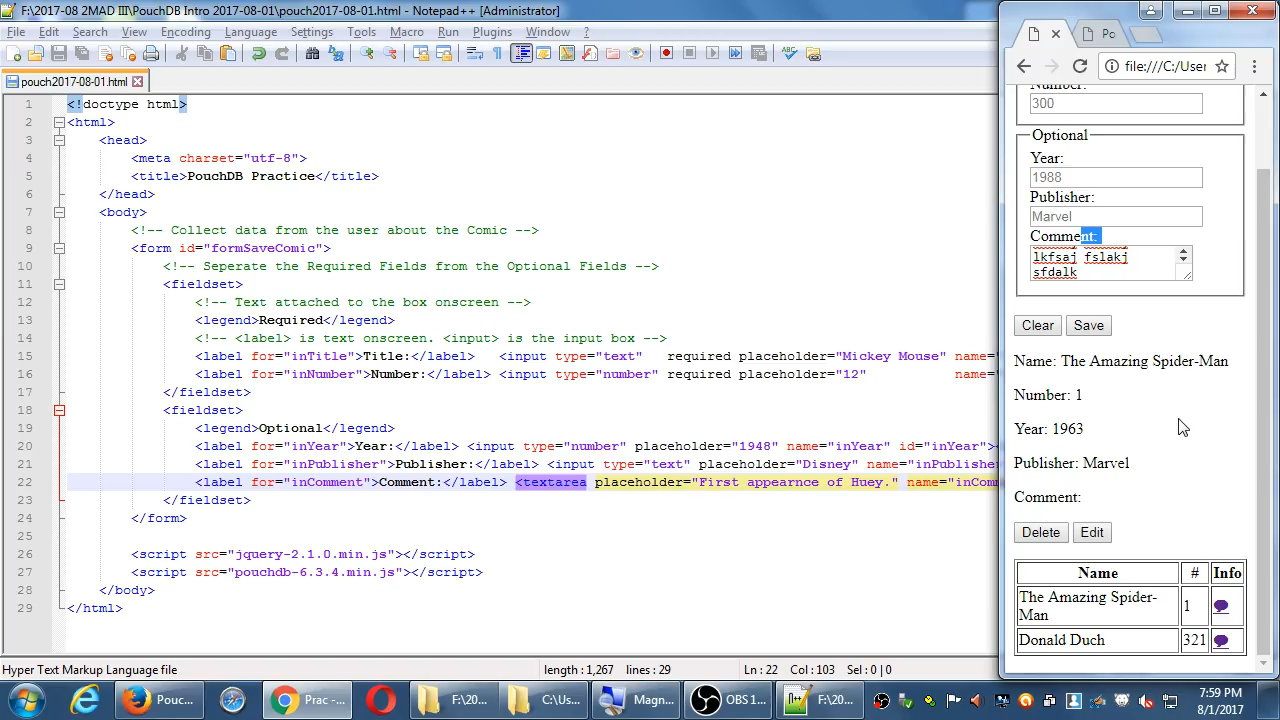 F:\2017-08 2MAD III\PouchDB Intro 2017-08-01\pouch2017-08-01.html - Notepad++ [Administrator]
File Edit Search View Encoding Language Settings Tools Macro Run Plugins Window ?
pouch2017-08-01.html
1 <!doctype html>
2 <html>
3 <head>
4 <meta charset="utf-8">
5 <title>PouchDB Practice</title>
6 </head>
7 <body>
8 <!-- Collect data from the user about the Comic -->
9 <form id="formSaveComic">
10 <!-- Seperate the Required Fields from the Optional Fields -->
11 <fieldset>
12 <!-- Text attached to the box onscreen -->
13 <legend>Required</legend>
14 <!-- <label> is text onscreen. <input> is the input box -->
15 <label for="inTitle">Title:</label> <input type="text" required placeholder="Mickey Mouse" name=
16 <label for="inNumber">Number:</label> <input type="number" required placeholder="12" name=
17 </fieldset>
18 <fieldset>
19 <legend>Optional</legend>
20 <label for="inYear">Year:</label> <input type="number" placeholder="1948" name="inYear" id="inYear"><
21 <label for="inPublisher">Publisher:</label> <input type="text" placeholder="Disney" name="inPublisher
22 <label for="inComment">Comment:</label> <textarea placeholder="First appearnce of Huey." name="inCom
23 </fieldset>
24 </form>
25
26 <script src="jquery-2.1.0.min.js"></script>
27 <script src="pouchdb-6.3.4.min.js"></script>
28 </body>
29 </html>
Hyper Text Markup Language file length : 1,267 lines : 29 Ln : 22 Col : 103 Sel : 0 | 0
Po
file:///C:/User
Number:
300
Optional
Year:
1988
Publisher:
Marvel
Comment:
lkfsaj fslakj
sfdalk
Clear Save
Name: The Amazing Spider-Man
Number: 1
Year: 1963
Publisher: Marvel
Comment:
Delete Edit
Name # Info
The Amazing Spider-Man 1
Donald Duch 321
Pouc... Prac -... F:\20... C:\Us... Magn... OBS 1... F:\20...
7:59 PM
8/1/2017